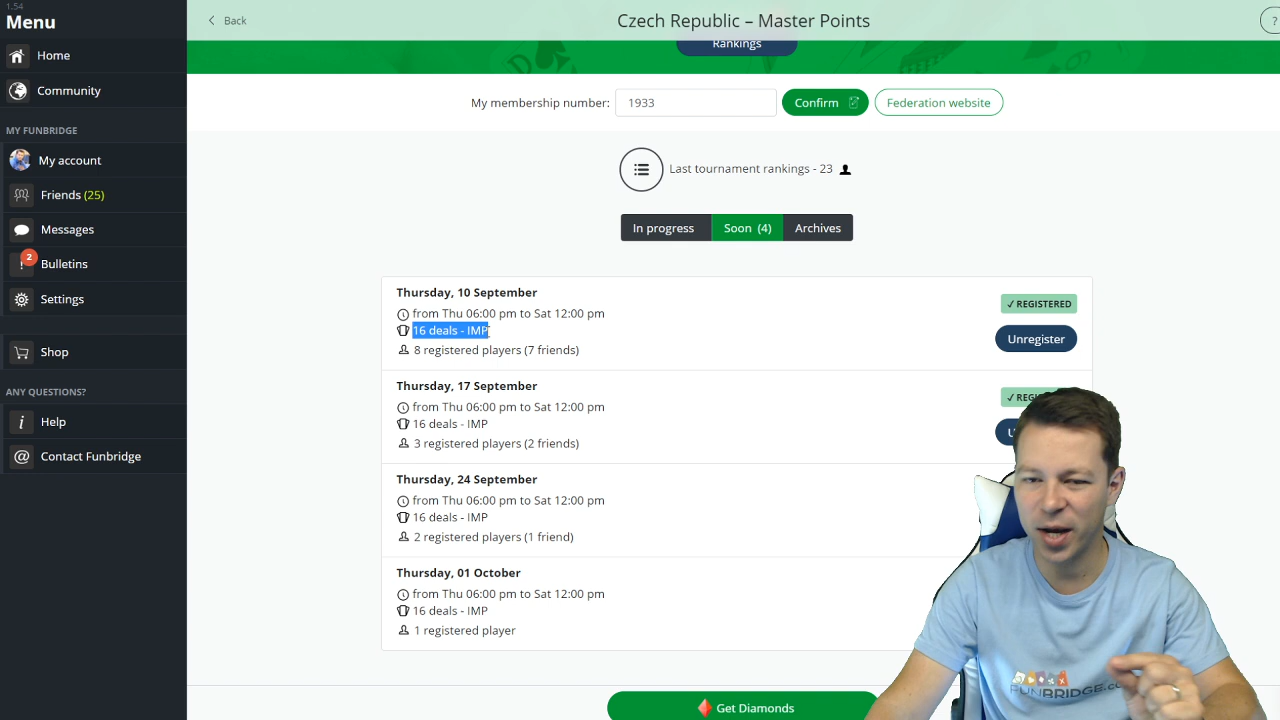 1.54
Menu
Back
Czech Republic – Master Points
?
Home
Community
MY FUNBRIDGE
My account
Friends (25)
Messages
2
Bulletins
Settings
Shop
ANY QUESTIONS?
Help
Contact Funbridge
Rankings
My membership number:
1933
Confirm
Federation website
Last tournament rankings - 23
In progress
Soon (4)
Archives
Thursday, 10 September
from Thu 06:00 pm to Sat 12:00 pm
16 deals - IMP
8 registered players (7 friends)
✓ REGISTERED
Unregister
Thursday, 17 September
from Thu 06:00 pm to Sat 12:00 pm
16 deals - IMP
3 registered players (2 friends)
Thursday, 24 September
from Thu 06:00 pm to Sat 12:00 pm
16 deals - IMP
2 registered players (1 friend)
Thursday, 01 October
from Thu 06:00 pm to Sat 12:00 pm
16 deals - IMP
1 registered player
Get Diamonds